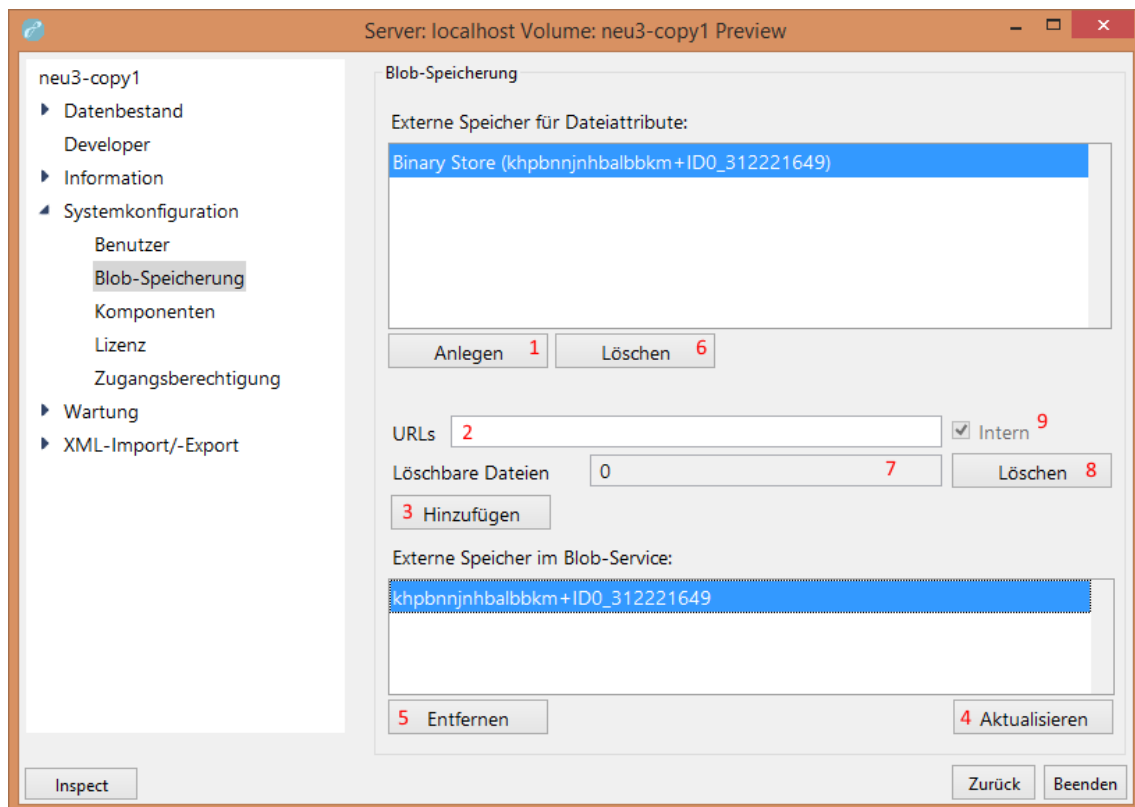 Server: localhost Volume: neu3-copy1 Preview
neu3-copy1
Datenbestand
Developer
Information
Systemkonfiguration
Benutzer
Blob-Speicherung
Komponenten
Lizenz
Zugangsberechtigung
Wartung
XML-Import/-Export
Blob-Speicherung
Externe Speicher für Dateiattribute:
Binary Store (khpbnnjnhbalbbkm+ID0_312221649)
Anlegen 1 Löschen 6
URLs 2 Intern 9
Löschbare Dateien 0 7 Löschen 8
3 Hinzufügen
Externe Speicher im Blob-Service:
khpbnnjnhbalbbkm+ID0_312221649
5 Entfernen 4 Aktualisieren
Inspect Zurück Beenden